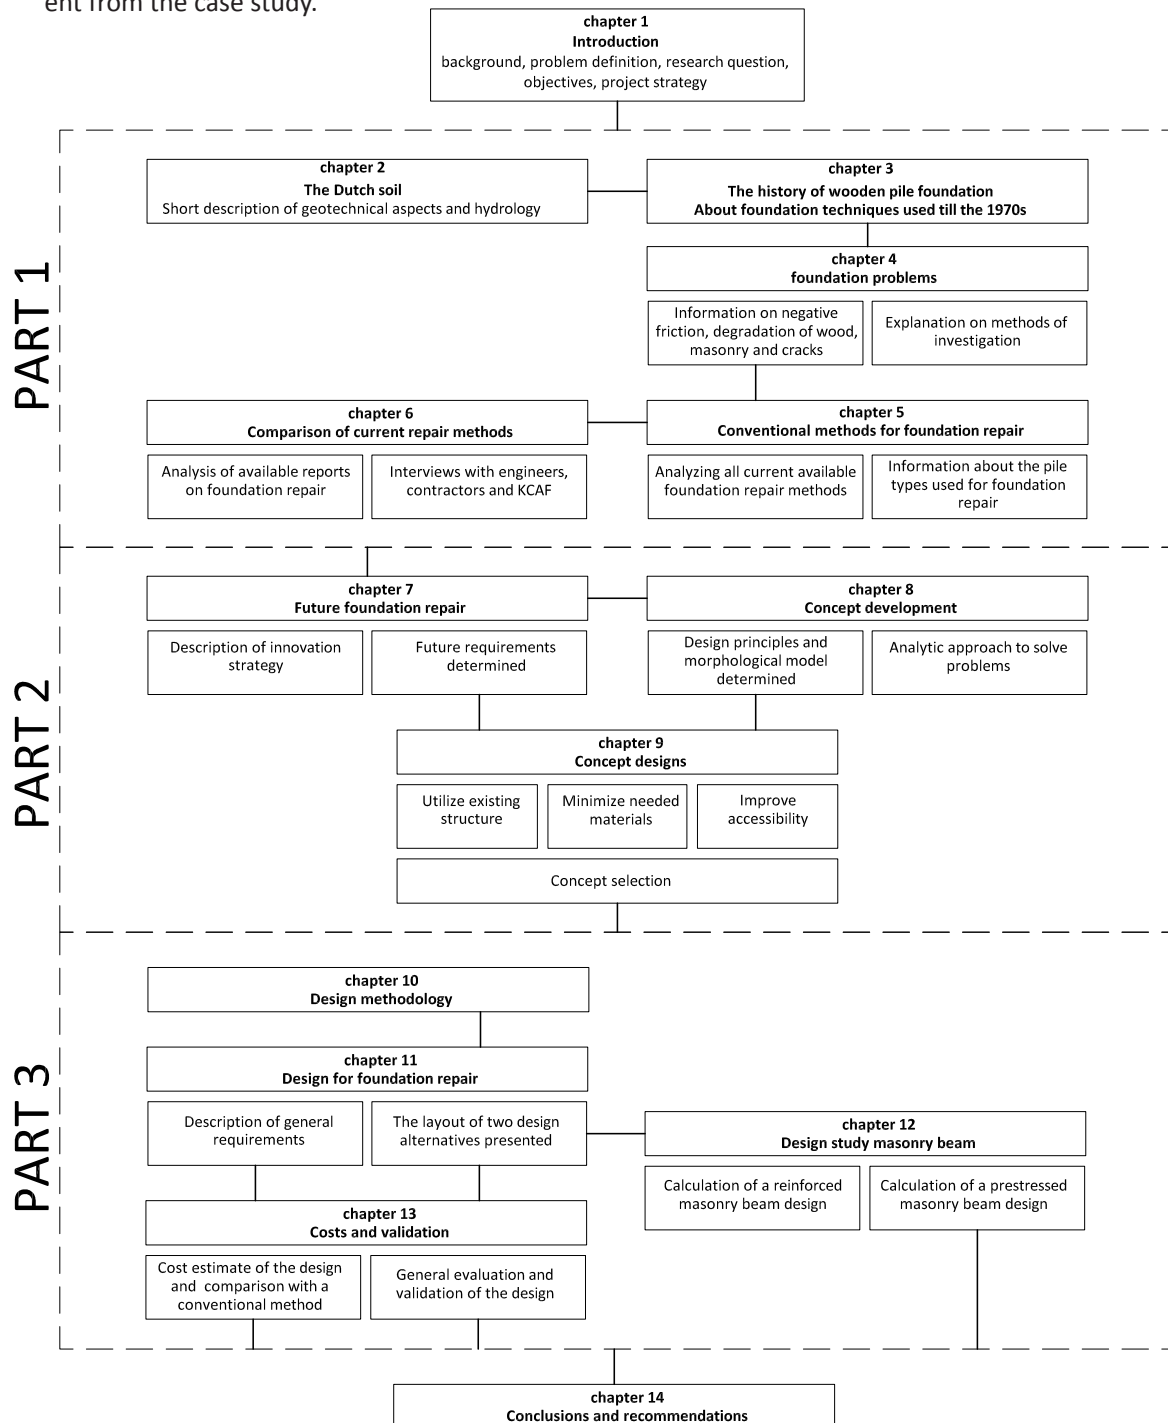 ent from the case study.
chapter 1
Introduction
background, problem definition, research question,
objectives, project strategy
PART 1
chapter 2
The Dutch soil
Short description of geotechnical aspects and hydrology
chapter 3
The history of wooden pile foundation
About foundation techniques used till the 1970s
chapter 4
foundation problems
Information on negative
friction, degradation of wood,
masonry and cracks
Explanation on methods of
investigation
chapter 6
Comparison of current repair methods
Analysis of available reports
on foundation repair
Interviews with engineers,
contractors and KCAF
chapter 5
Conventional methods for foundation repair
Analyzing all current available
foundation repair methods
Information about the pile
types used for foundation
repair
PART 2
chapter 7
Future foundation repair
Description of innovation
strategy
Future requirements
determined
chapter 8
Concept development
Design principles and
morphological model
determined
Analytic approach to solve
problems
chapter 9
Concept designs
Utilize existing
structure
Minimize needed
materials
Improve
accessibility
Concept selection
PART 3
chapter 10
Design methodology
chapter 11
Design for foundation repair
Description of general
requirements
The layout of two design
alternatives presented
chapter 12
Design study masonry beam
Calculation of a reinforced
masonry beam design
Calculation of a prestressed
masonry beam design
chapter 13
Costs and validation
Cost estimate of the design
and comparison with a
conventional method
General evaluation and
validation of the design
chapter 14
Conclusions and recommendations